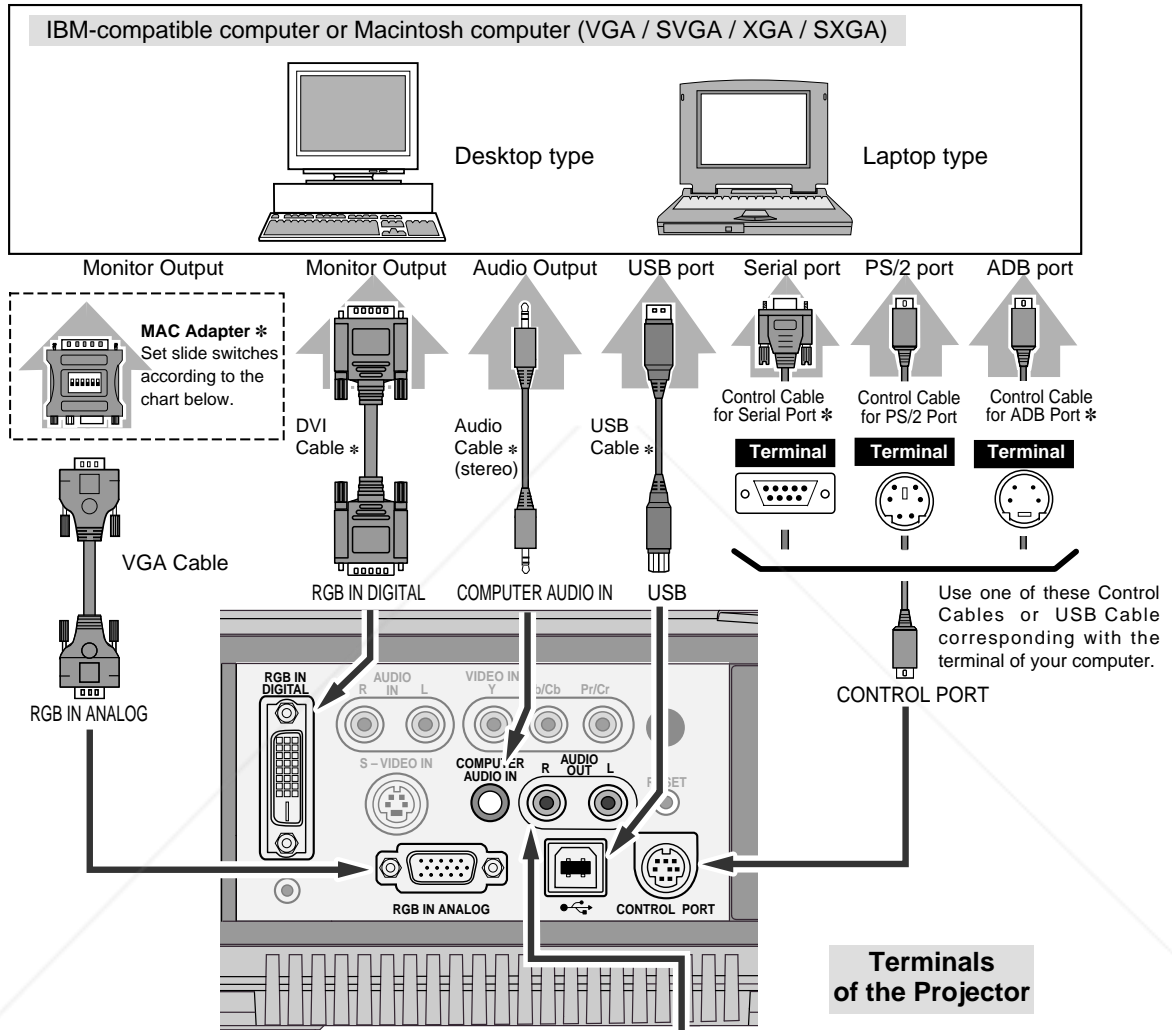 IBM-compatible computer or Macintosh computer (VGA / SVGA / XGA / SXGA)
Desktop type
Laptop type
Monitor Output
Monitor Output
Audio Output
USB port
Serial port
PS/2 port
ADB port
MAC Adapter ✻
Set slide switches
according to the
chart below.
DVI
Cable ✻
Audio
Cable ✻
(stereo)
USB
Cable ✻
Control Cable
for Serial Port ✻
Control Cable
for PS/2 Port
Control Cable
for ADB Port ✻
Terminal
Terminal
Terminal
VGA Cable
RGB IN DIGITAL
COMPUTER AUDIO IN
USB
Use one of these Control
Cables or USB Cable
corresponding with the
terminal of your computer.
CONTROL PORT
RGB IN ANALOG
RGB IN
DIGITAL
AUDIO
R IN L
VIDEO IN
Y
b/Cb
Pr/Cr
S – VIDEO IN
COMPUTER
AUDIO IN
AUDIO
R OUT L
RGB IN ANALOG
CONTROL PORT
Terminals
of the Projector